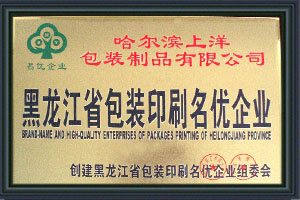 名优企业
哈尔滨上洋
包装制品有限公司
黑龙江省包装印刷名优企业
BRAND-NAME AND HIGH-QUALITY ENTERPRISES OF PACKAGES PRINTING OF HEILONGJIANG PROVINCE
创建黑龙江省包装印刷名优企业组委会